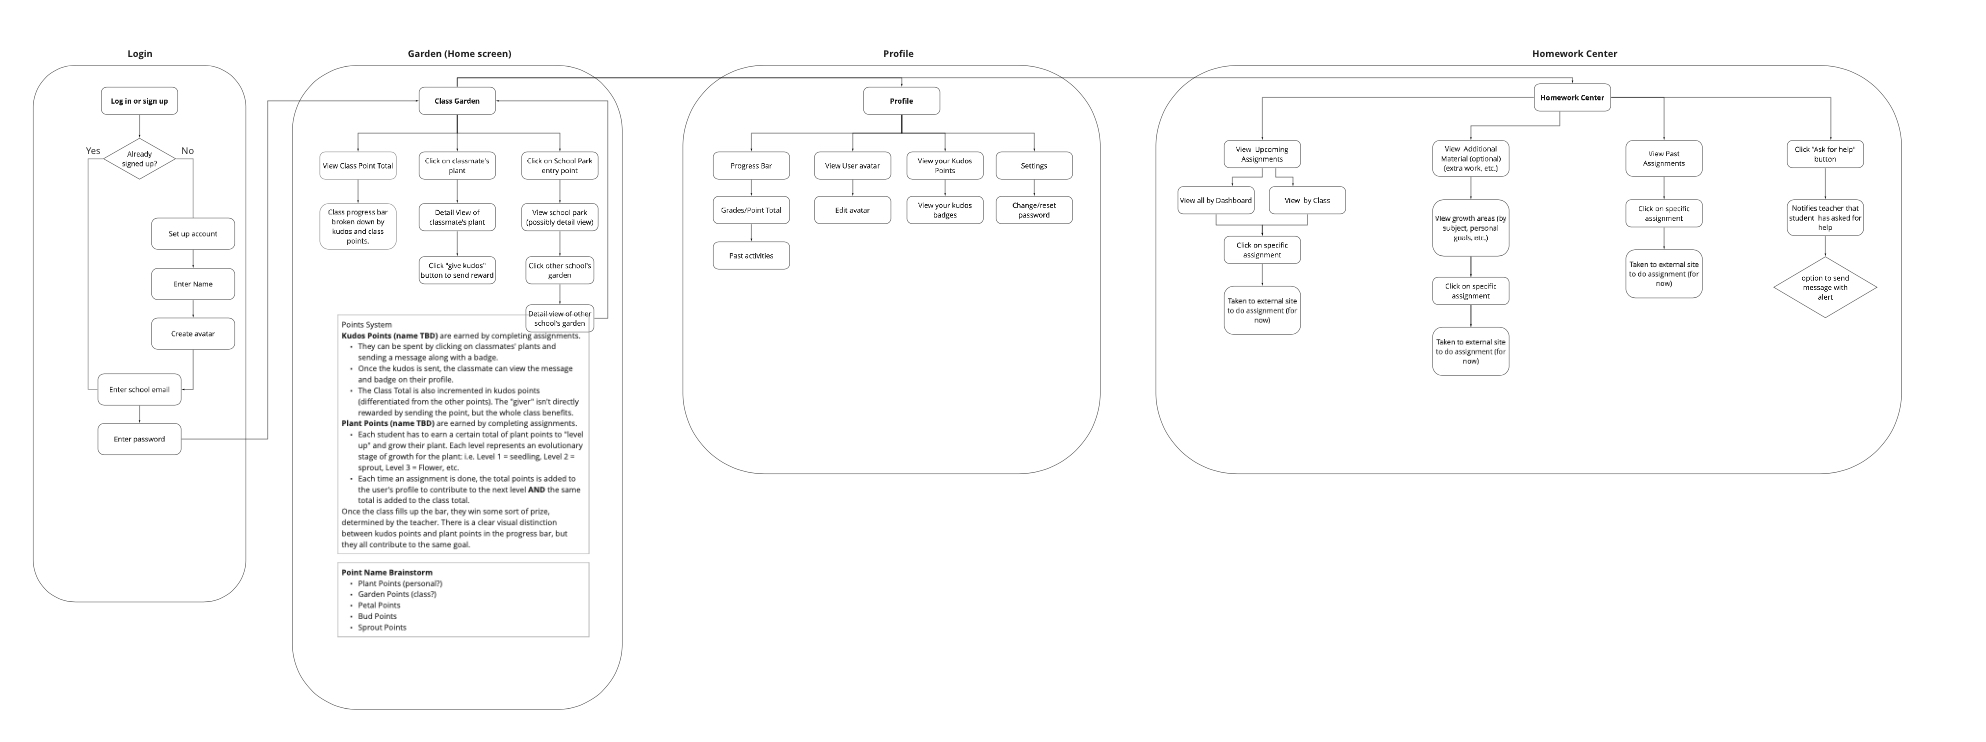 Login
Log in or sign up
Already
signed up?
Yes
No
Set up account
Enter Name
Create avatar
Enter school email
Enter password
Garden (Home screen)
Class Garden
View Class Point Total
Class progress bar
broken down by
kudos and class
points.
Click on classmate's
plant
Detail View of
classmate's plant
Click "give kudos"
button to send reward
Click on School Park
entry point
View school park
(possibly detail view)
Click other school's
garden
Detail view of other
school's garden
Points System
Kudos Points (name TBD) are earned by completing assignments.
• They can be spent by clicking on classmates' plants and
sending a message along with a badge.
• Once the kudos is sent, the classmate can view the message
and badge on their profile.
• The Class Total is also incremented in kudos points
(differentiated from the other points). The "giver" isn't directly
rewarded by sending the point, but the whole class benefits.
Plant Points (name TBD) are earned by completing assignments.
• Each student has to earn a certain total of plant points to "level
up" and grow their plant. Each level represents an evolutionary
stage of growth for the plant: i.e. Level 1 = seedling, Level 2 =
sprout, Level 3 = Flower, etc.
• Each time an assignment is done, the total points is added to
the user's profile to contribute to the next level AND the same
total is added to the class total.
Once the class fills up the bar, they win some sort of prize,
determined by the teacher. There is a clear visual distinction
between kudos points and plant points in the progress bar, but
they all contribute to the same goal.
Point Name Brainstorm
• Plant Points (personal?)
• Garden Points (class?)
• Petal Points
• Bud Points
• Sprout Points
Profile
Profile
Progress Bar
Grades/Point Total
Past activities
View User avatar
Edit avatar
View your Kudos
Points
View your kudos
badges
Settings
Change/reset
password
Homework Center
Homework Center
View Upcoming
Assignments
View all by Dashboard
View by Class
Click on specific
assignment
Taken to external site
to do assignment (for
now)
View Additional
Material (optional)
(extra work, etc.)
View growth areas (by
subject, personal
goals, etc.)
Click on specific
assignment
Taken to external site
to do assignment (for
now)
View Past
Assignments
Click on specific
assignment
Taken to external site
to do assignment (for
now)
Click "Ask for help"
button
Notifies teacher that
student has asked for
help
option to send
message with
alert